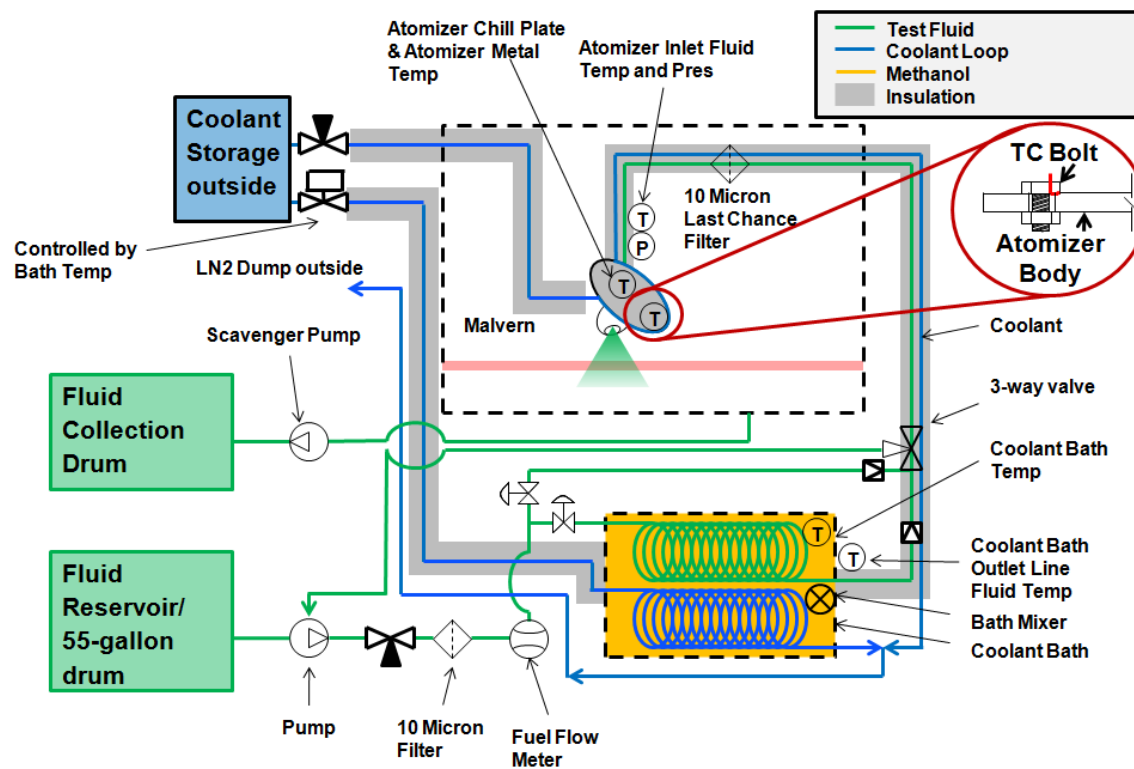 Atomizer Chill Plate
& Atomizer Metal
Temp
Atomizer Inlet Fluid
Temp and Pres
Test Fluid
Coolant Loop
Methanol
Insulation
Coolant
Storage
outside
TC Bolt
Atomizer
Body
10 Micron
Last Chance
Filter
T
P
T
T
Controlled by
Bath Temp
LN2 Dump outside
Malvern
Coolant
Scavenger Pump
3-way valve
Fluid
Collection
Drum
Coolant Bath
Temp
T
T
Coolant Bath
Outlet Line
Fluid Temp
Fluid
Reservoir/
55-gallon
drum
Bath Mixer
Coolant Bath
Pump
10 Micron
Filter
Fuel Flow
Meter